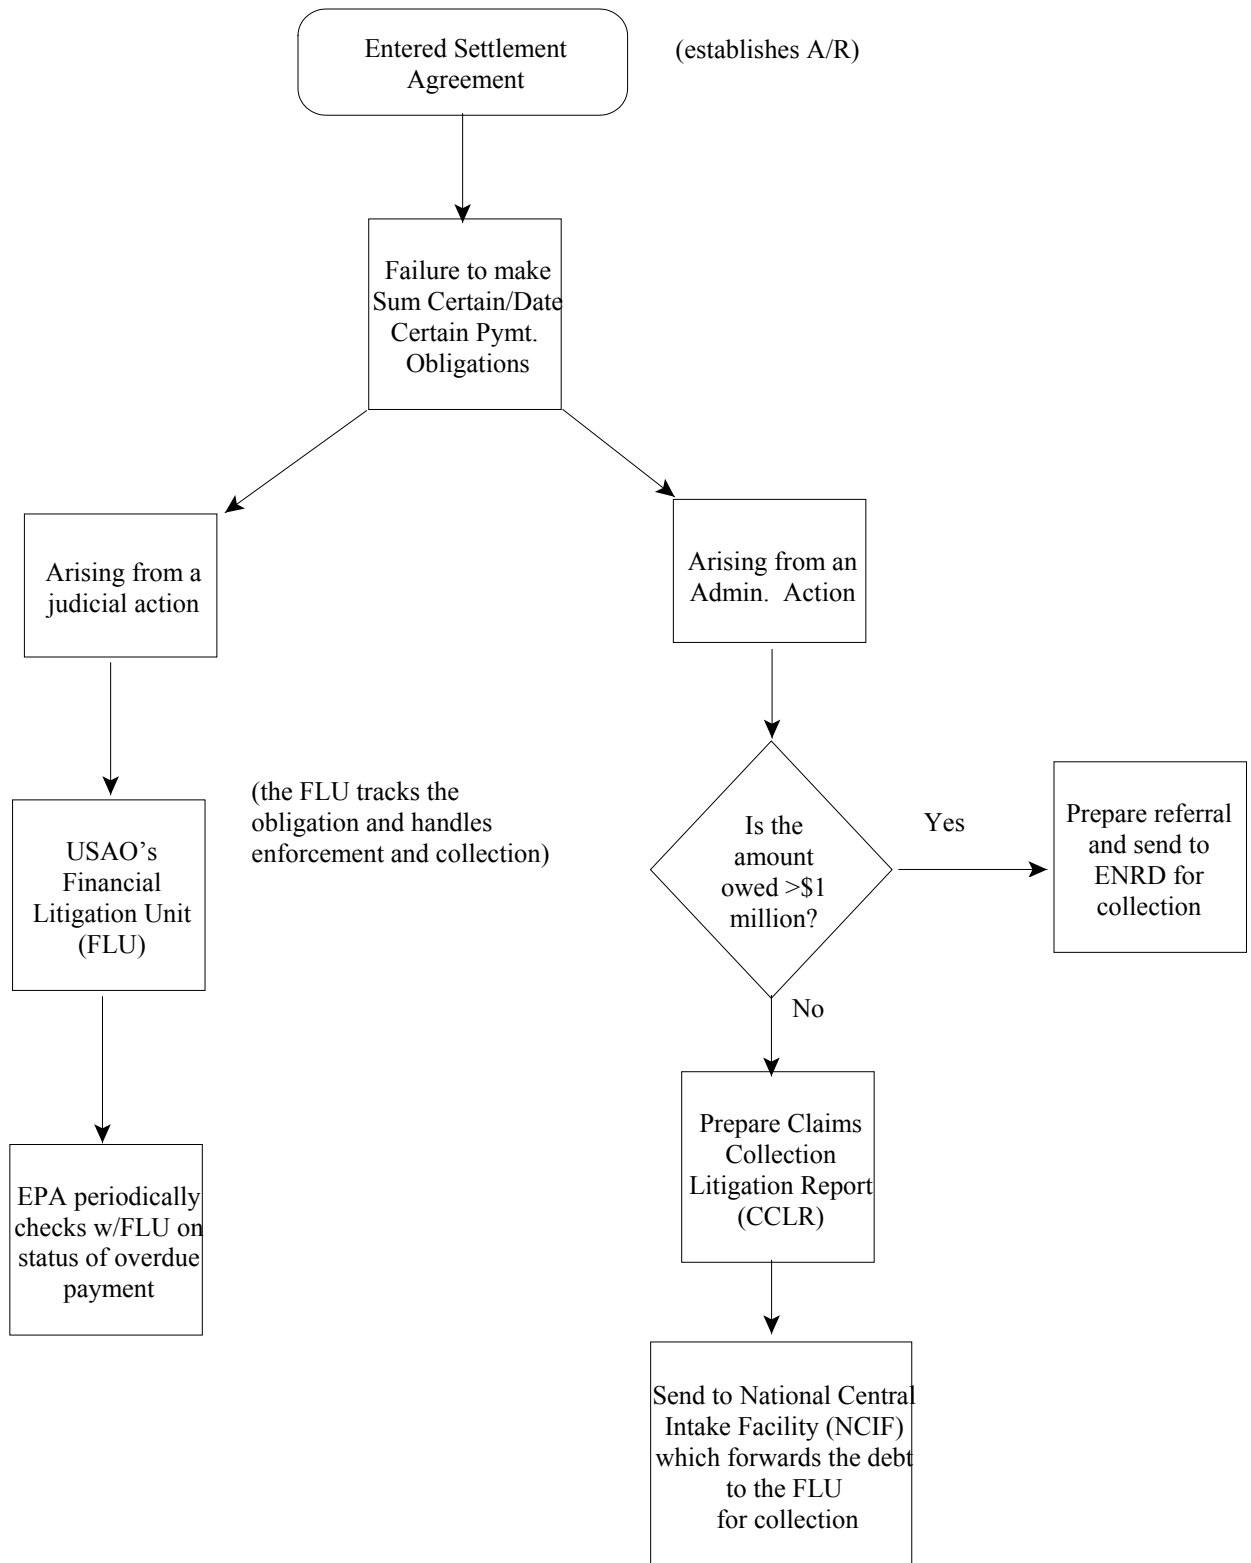 Entered Settlement
Agreement
(establishes A/R)
Failure to make
Sum Certain/Date
Certain Pymt.
Obligations
Arising from a
judicial action
Arising from an
Admin.  Action
USAO’s
Financial
Litigation Unit
(FLU)
(the FLU tracks the
obligation and handles
enforcement and collection)
Is the
amount
owed >$1
million?
Yes
Prepare referral
and send to
ENRD for
collection
No
EPA periodically
checks w/FLU on
status of overdue
payment
Prepare Claims
Collection
Litigation Report
(CCLR)
Send to National Central
Intake Facility (NCIF)
which forwards the debt
to the FLU
for collection